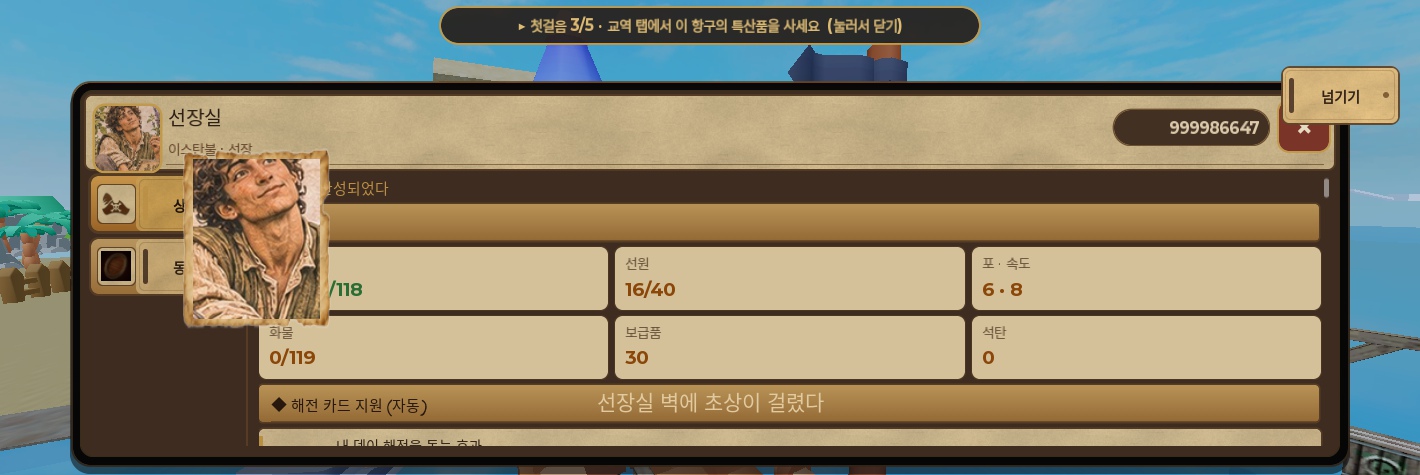 ▸ 첫걸음 3/5 · 교역 탭에서 이 항구의 특산품을 사세요 (눌러서 닫기)
넘기기
선장실
999986647
이스탄불 · 선장
성되었다
/118
선원
16/40
포 · 속도
6 · 8
화물
0/119
보급품
30
석탄
0
◆ 해전 카드 지원 (자동)
선장실 벽에 초상이 걸렸다